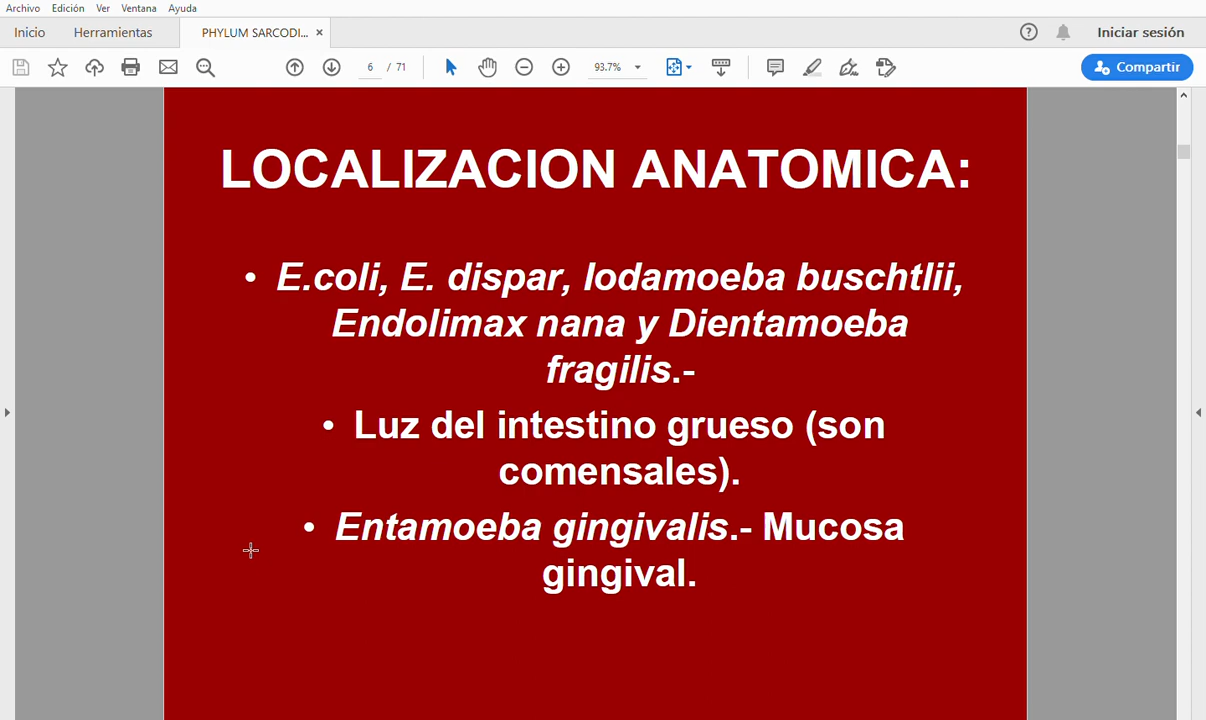 Archivo Edición Ver Ventana Ayuda
Inicio Herramientas PHYLUM SARCODI... × Iniciar sesión
6 / 71 93.7% Compartir
LOCALIZACION ANATOMICA:
• E.coli, E. dispar, Iodamoeba buschtlii,
Endolimax nana y Dientamoeba
fragilis.-
• Luz del intestino grueso (son
comensales).
• Entamoeba gingivalis.- Mucosa
gingival.